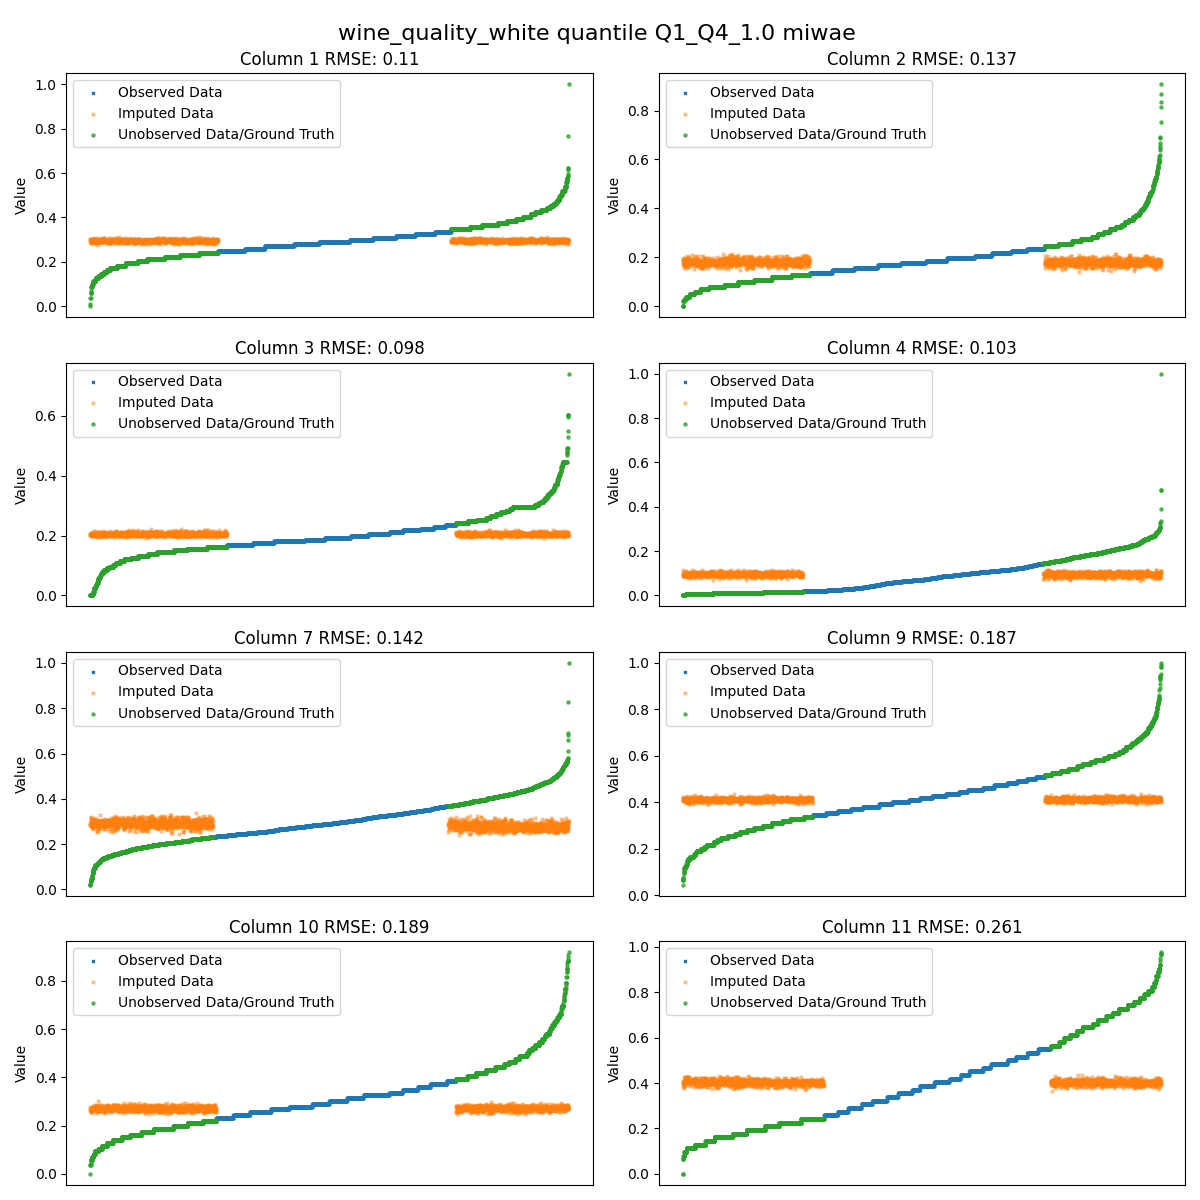 wine_quality_white quantile Q1_Q4_1.0 miwae
Column 1 RMSE: 0.11
Value
1.0
0.8
0.6
0.4
0.2
0.0
Observed Data
Imputed Data
Unobserved Data/Ground Truth
Column 2 RMSE: 0.137
Value
0.8
0.6
0.4
0.2
0.0
Observed Data
Imputed Data
Unobserved Data/Ground Truth
Column 3 RMSE: 0.098
Value
0.6
0.4
0.2
0.0
Observed Data
Imputed Data
Unobserved Data/Ground Truth
Column 4 RMSE: 0.103
Value
1.0
0.8
0.6
0.4
0.2
0.0
Observed Data
Imputed Data
Unobserved Data/Ground Truth
Column 7 RMSE: 0.142
Value
1.0
0.8
0.6
0.4
0.2
0.0
Observed Data
Imputed Data
Unobserved Data/Ground Truth
Column 9 RMSE: 0.187
Value
1.0
0.8
0.6
0.4
0.2
0.0
Observed Data
Imputed Data
Unobserved Data/Ground Truth
Column 10 RMSE: 0.189
Value
0.8
0.6
0.4
0.2
0.0
Observed Data
Imputed Data
Unobserved Data/Ground Truth
Column 11 RMSE: 0.261
Value
1.0
0.8
0.6
0.4
0.2
0.0
Observed Data
Imputed Data
Unobserved Data/Ground Truth